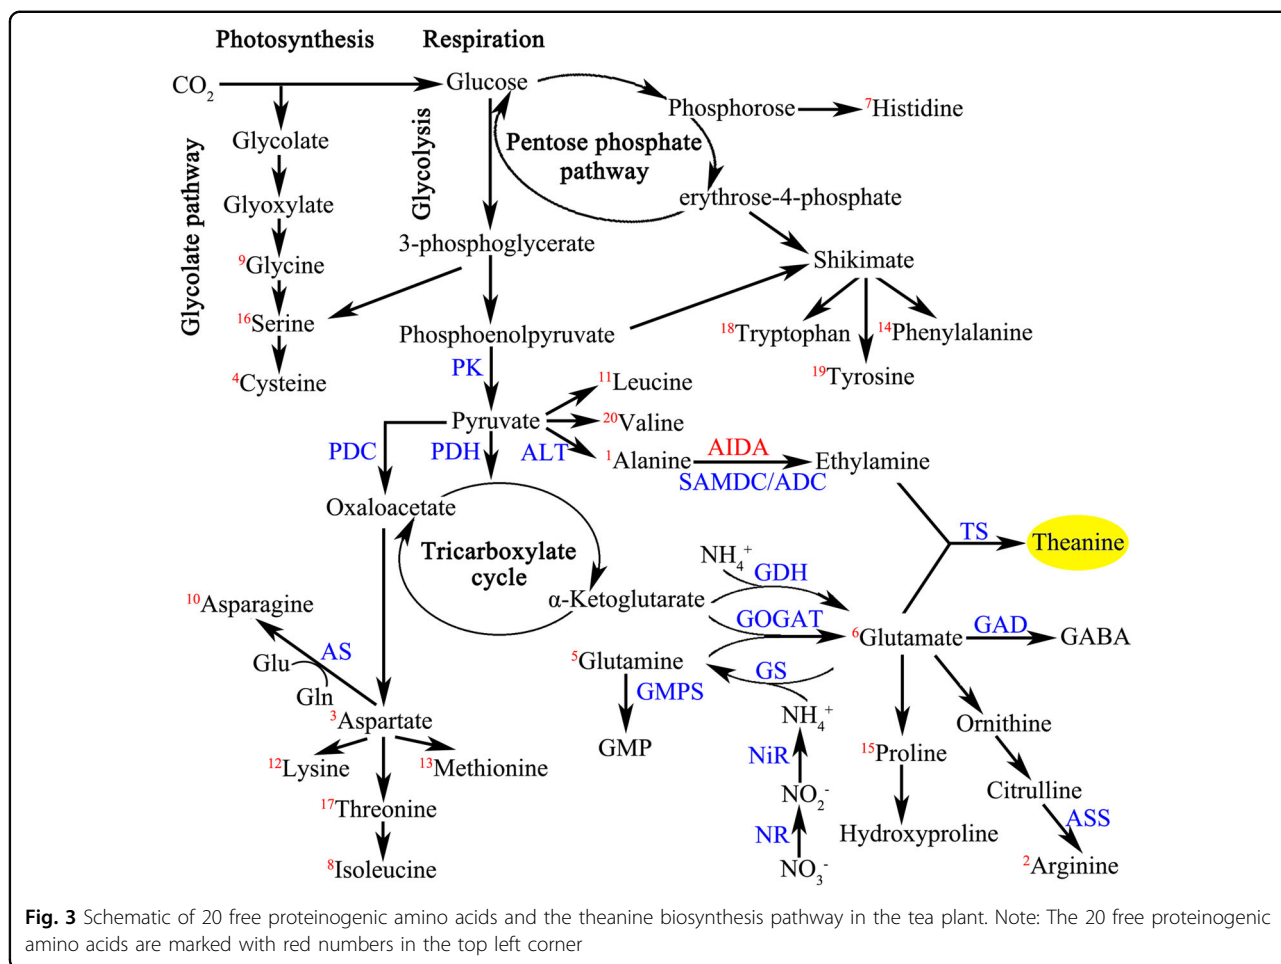 Photosynthesis
Respiration
CO2
Glucose
Phosphorose
7Histidine
Glycolate pathway
Glycolate
Glycolysis
Pentose phosphate
pathway
Glyoxylate
erythrose-4-phosphate
3-phosphoglycerate
9Glycine
Shikimate
16Serine
Phosphoenolpyruvate
18Tryptophan
14Phenylalanine
4Cysteine
PK
11Leucine
19Tyrosine
Pyruvate
20Valine
PDC
PDH
ALT
1Alanine
AIDA
Ethylamine
SAMDC/ADC
Oxaloacetate
TS
Theanine
Tricarboxylate
cycle
NH4+
GDH
α-Ketoglutarate
10Asparagine
GOGAT
6Glutamate
GAD
GABA
AS
Glu
Gln
5Glutamine
GS
GMPS
3Aspartate
NH4+
Ornithine
GMP
12Lysine
13Methionine
NiR
15Proline
NO2-
Citrulline
17Threonine
NR
Hydroxyproline
ASS
8Isoleucine
NO3-
2Arginine
Fig. 3 Schematic of 20 free proteinogenic amino acids and the theanine biosynthesis pathway in the tea plant. Note: The 20 free proteinogenic
amino acids are marked with red numbers in the top left corner